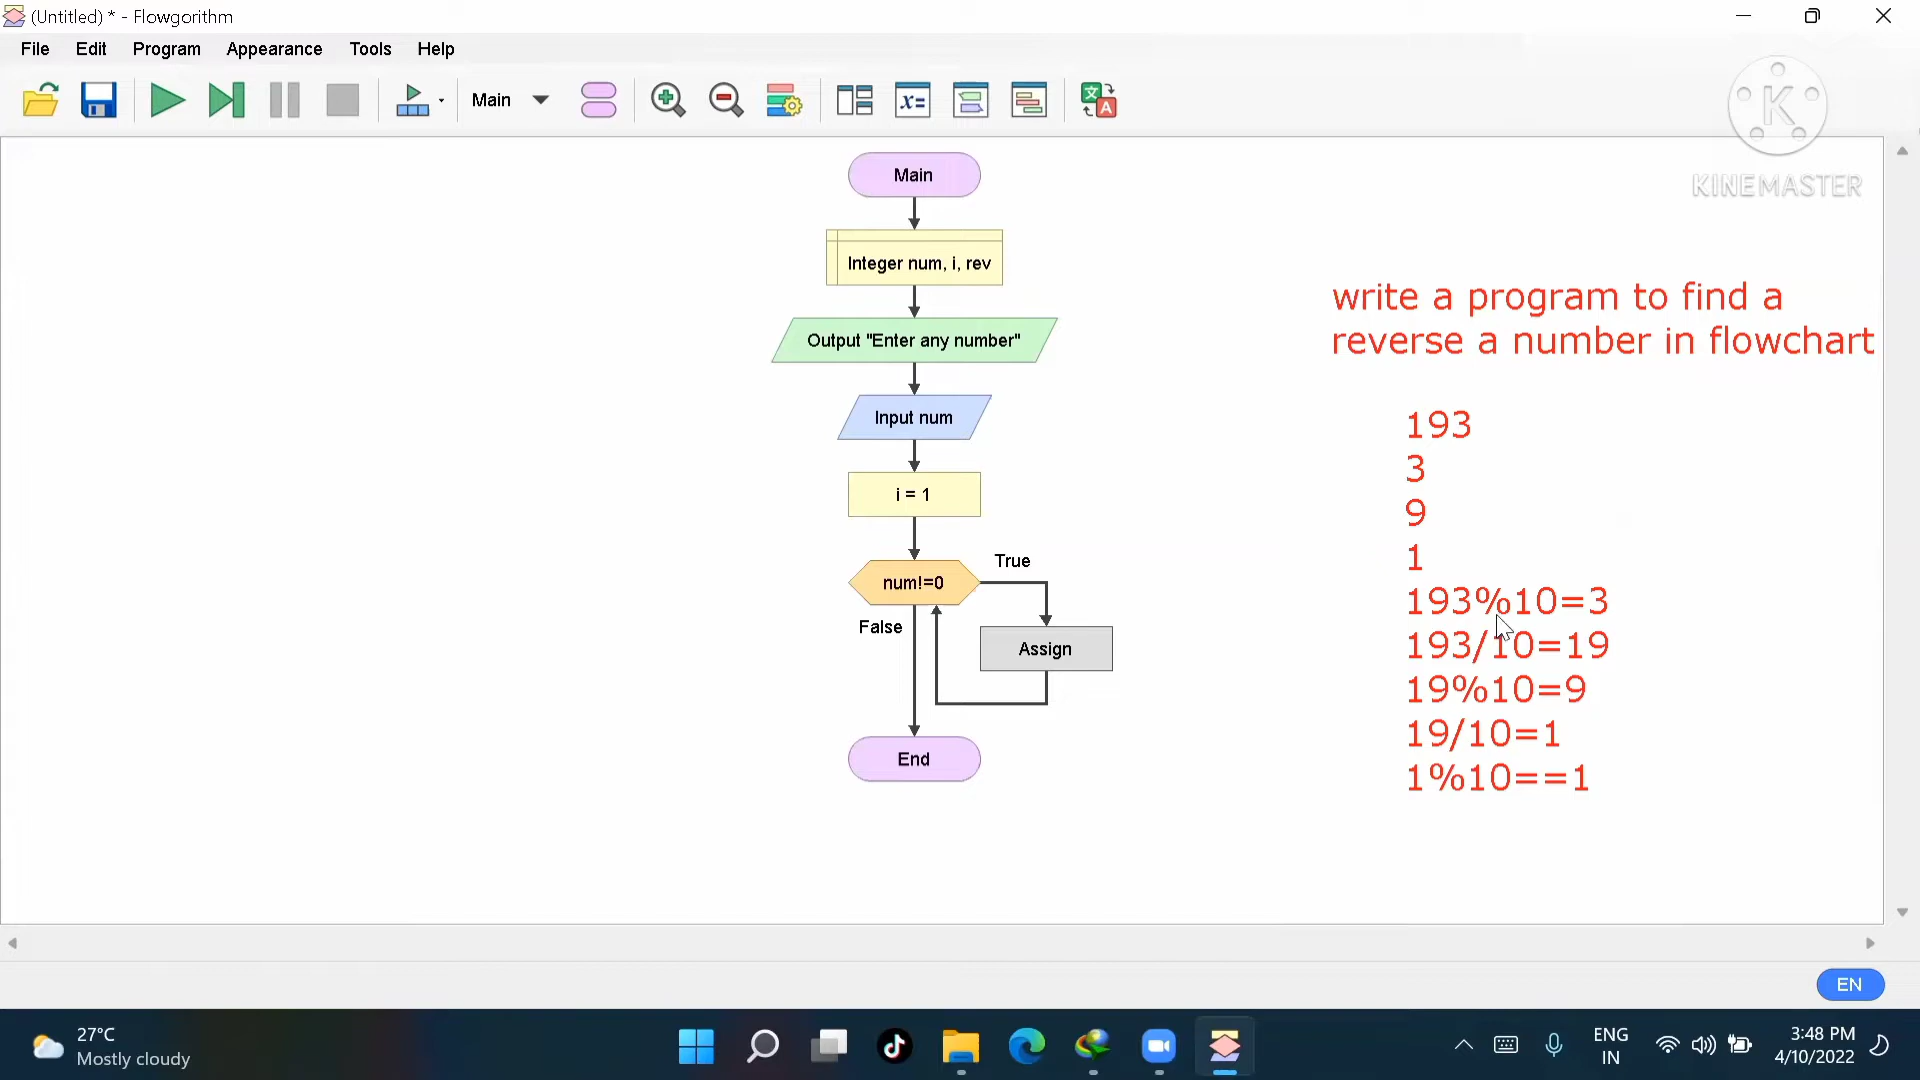 (Untitled) * - Flowgorithm
File Edit Program Appearance Tools Help
Main
x=
A
K
KINEMASTER
Main
Integer num, i, rev
Output "Enter any number"
Input num
i = 1
num!=0
True
False
Assign
End
write a program to find a
reverse a number in flowchart
193
3
9
1
193%10=3
193/10=19
19%10=9
19/10=1
1%10==1
EN
27°C
Mostly cloudy
ENG
IN
3:48 PM
4/10/2022